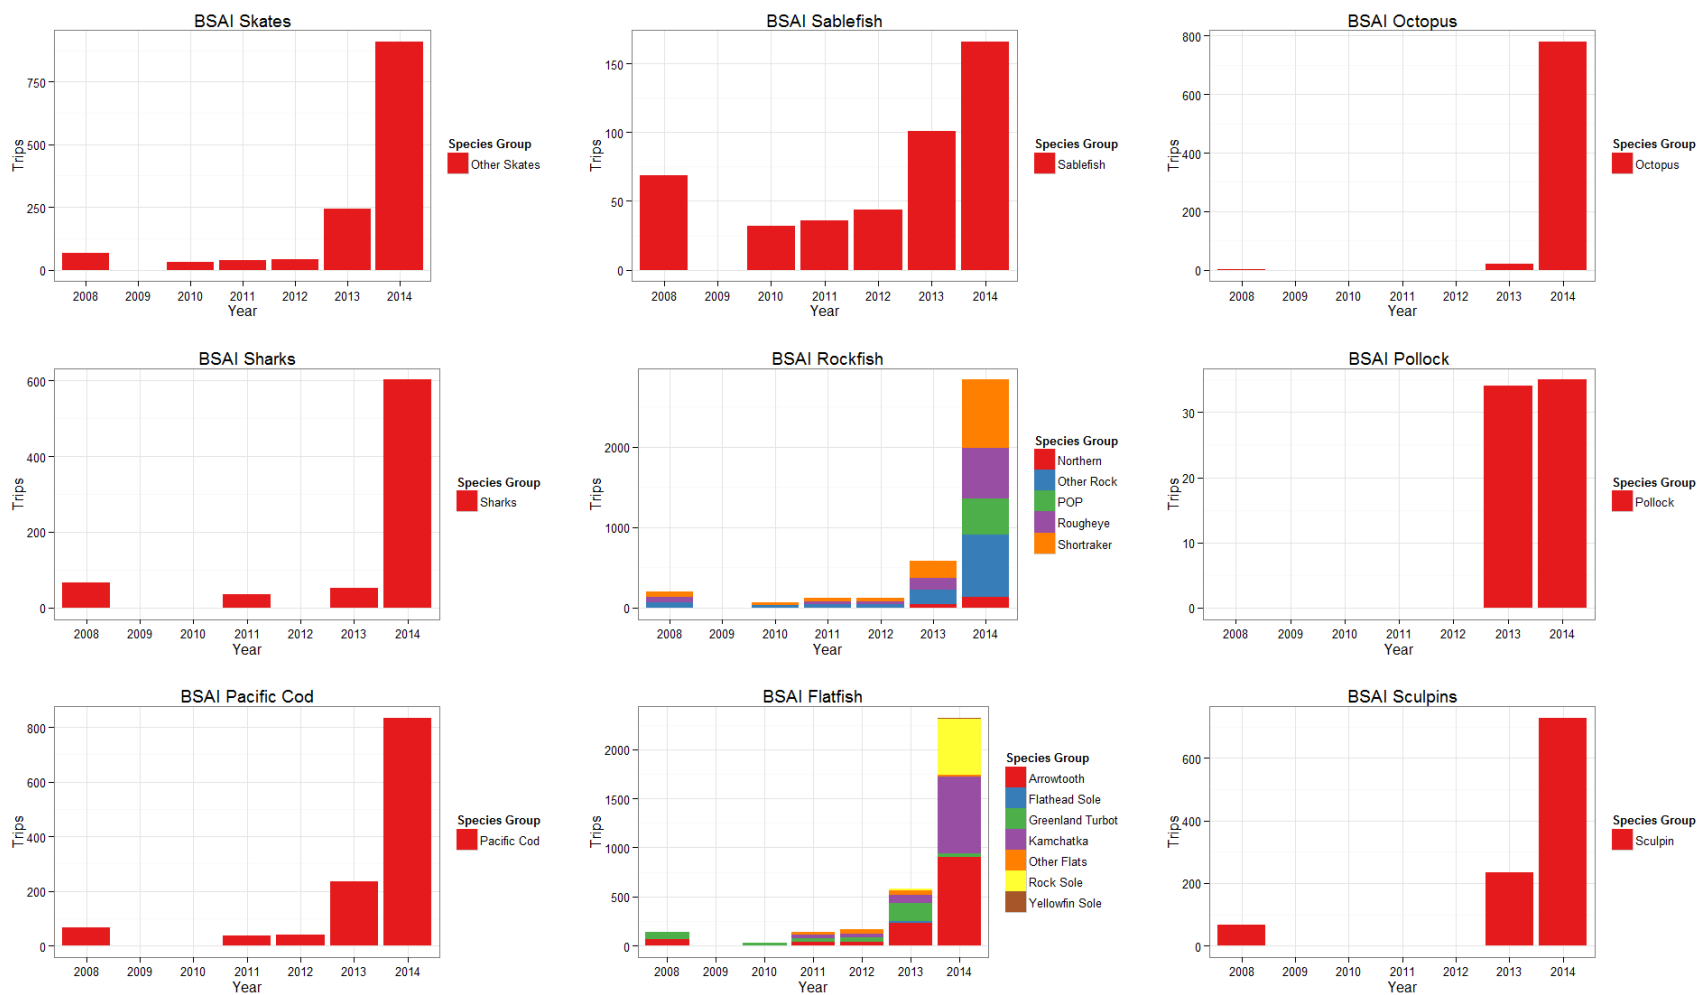 BSAI Skates
750
500
250
0
Trips
2008 2009 2010 2011 2012 2013 2014
Year
Species Group
Other Skates
BSAI Sablefish
150
100
50
0
Trips
2008 2009 2010 2011 2012 2013 2014
Year
Species Group
Sablefish
BSAI Octopus
800
600
400
200
0
Trips
2008 2009 2010 2011 2012 2013 2014
Year
Species Group
Octopus
BSAI Sharks
600
400
200
0
Trips
2008 2009 2010 2011 2012 2013 2014
Year
Species Group
Sharks
BSAI Rockfish
2000
1000
0
Trips
2008 2009 2010 2011 2012 2013 2014
Year
Species Group
Northern
Other Rock
POP
Rougheye
Shortraker
BSAI Pollock
30
20
10
0
Trips
2008 2009 2010 2011 2012 2013 2014
Year
Species Group
Pollock
BSAI Pacific Cod
800
600
400
200
0
Trips
2008 2009 2010 2011 2012 2013 2014
Year
Species Group
Pacific Cod
BSAI Flatfish
2000
1500
1000
500
0
Trips
2008 2009 2010 2011 2012 2013 2014
Year
Species Group
Arrowtooth
Flathead Sole
Greenland Turbot
Kamchatka
Other Flats
Rock Sole
Yellowfin Sole
BSAI Sculpins
600
400
200
0
Trips
2008 2009 2010 2011 2012 2013 2014
Year
Species Group
Sculpin